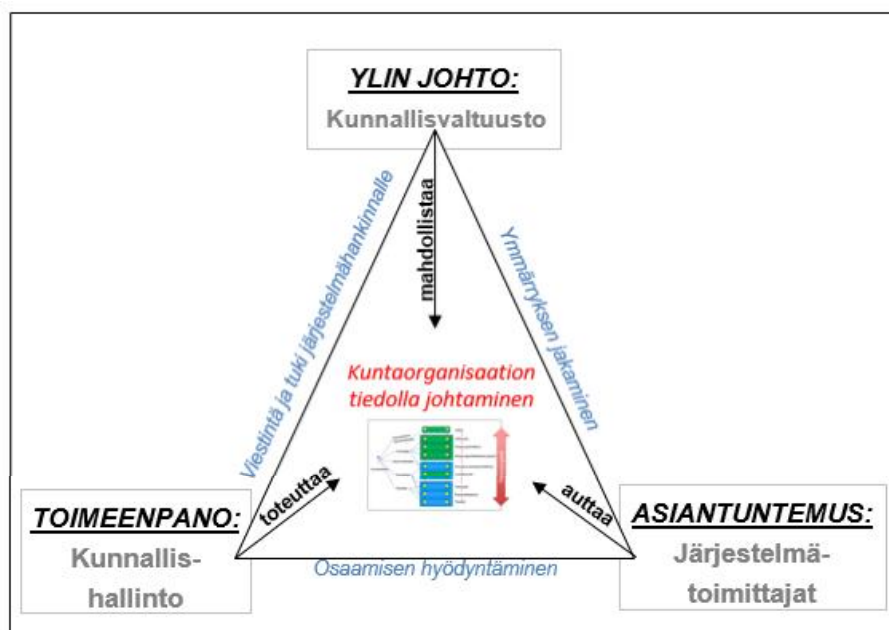 YLIN JOHTO:
Kunnallisvaltuusto
Viestintä ja tuki järjestelmähankinnalle
mahdollistaa
Ymmärryksen jakaminen
Kuntaorganisaation
tiedolla johtaminen
toteuttaa
auttaa
TOIMEENPANO:
Kunnallis-
hallinto
Osaamisen hyödyntäminen
ASIANTUNTEMUS:
Järjestelmä-
toimittajat